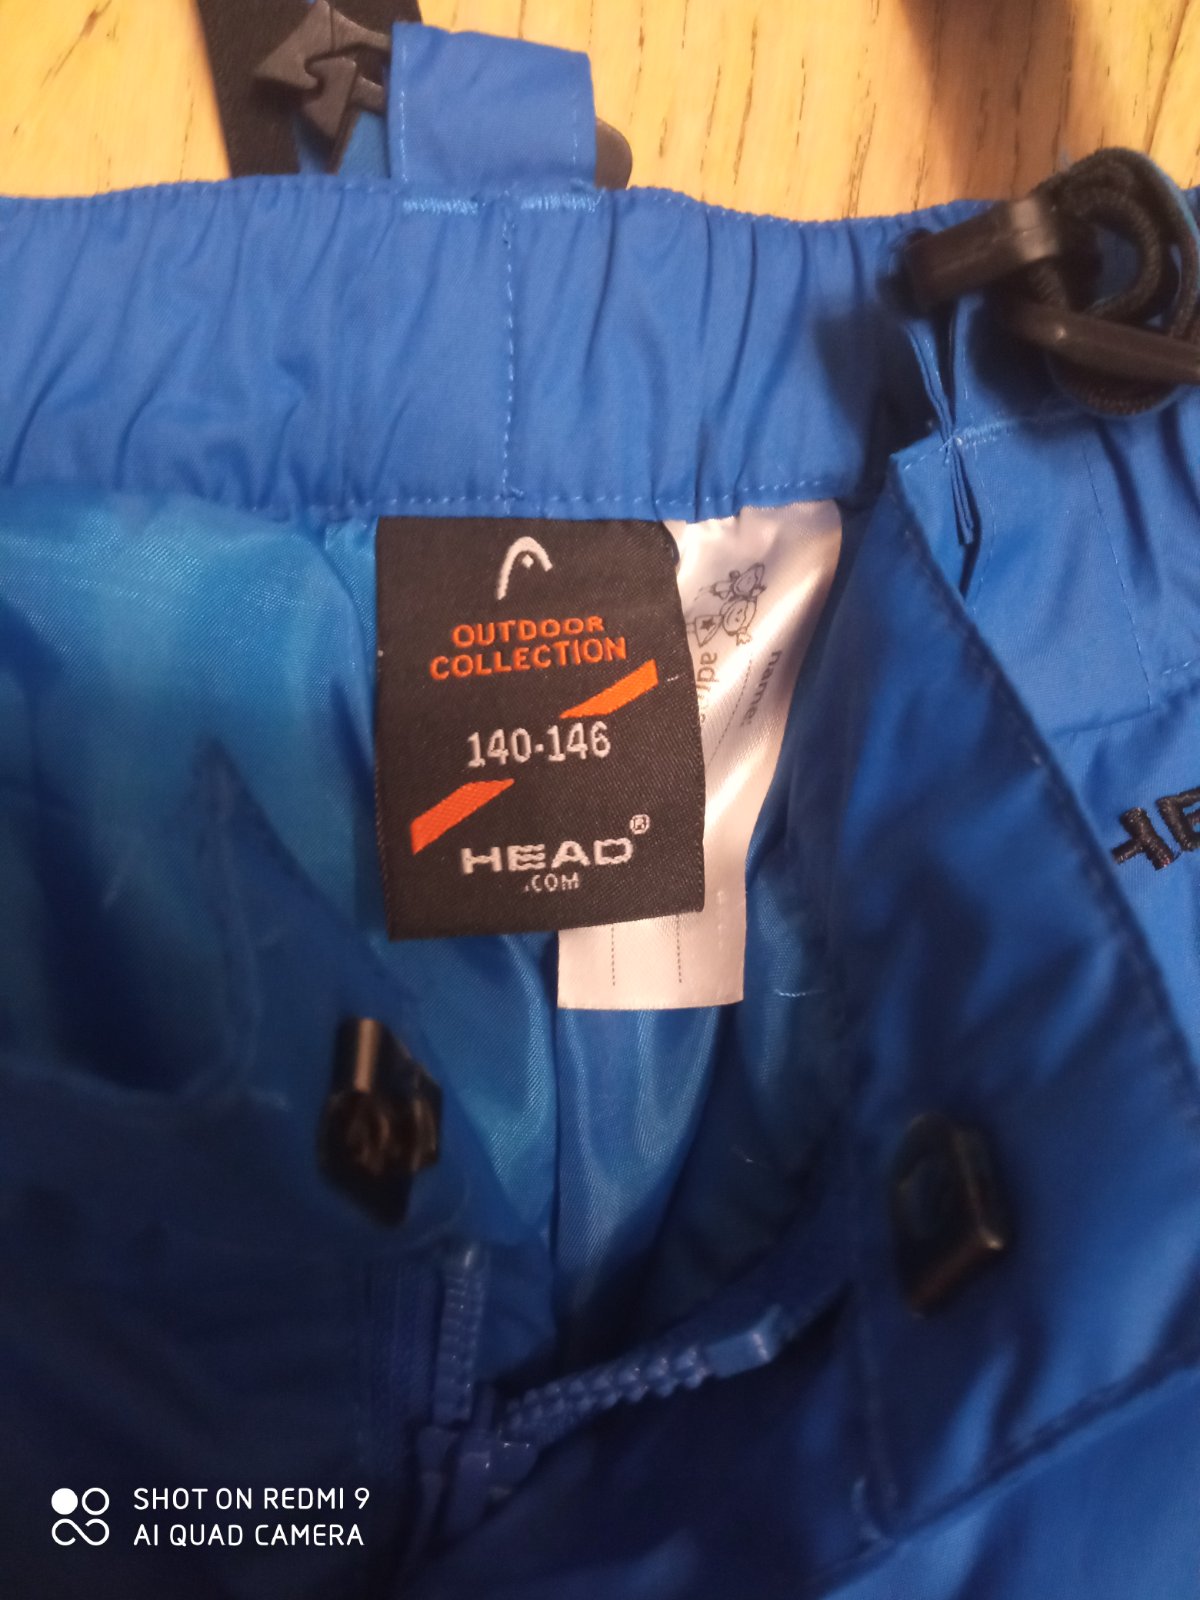 OUTDOOR
COLLECTION
140-146
HEAD®
.COM
name:
SHOT ON REDMI 9
AI QUAD CAMERA